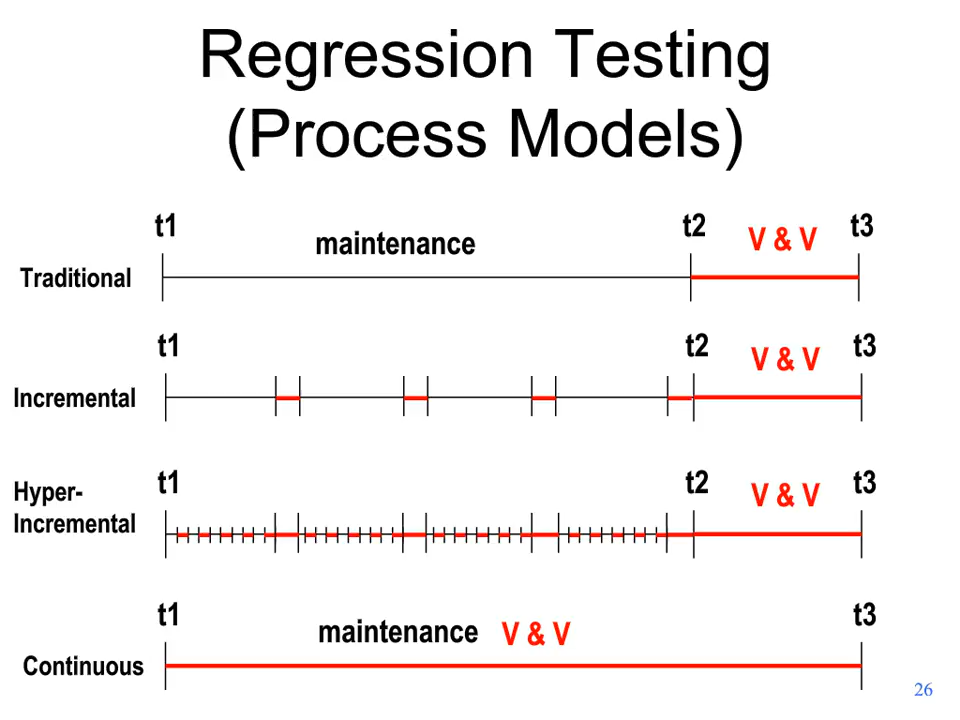 Regression Testing
(Process Models)
t1 maintenance t2 V & V t3
Traditional
t1 t2 V & V t3
Incremental
t1 t2 V & V t3
Hyper-
Incremental
t1 maintenance V & V t3
Continuous
26